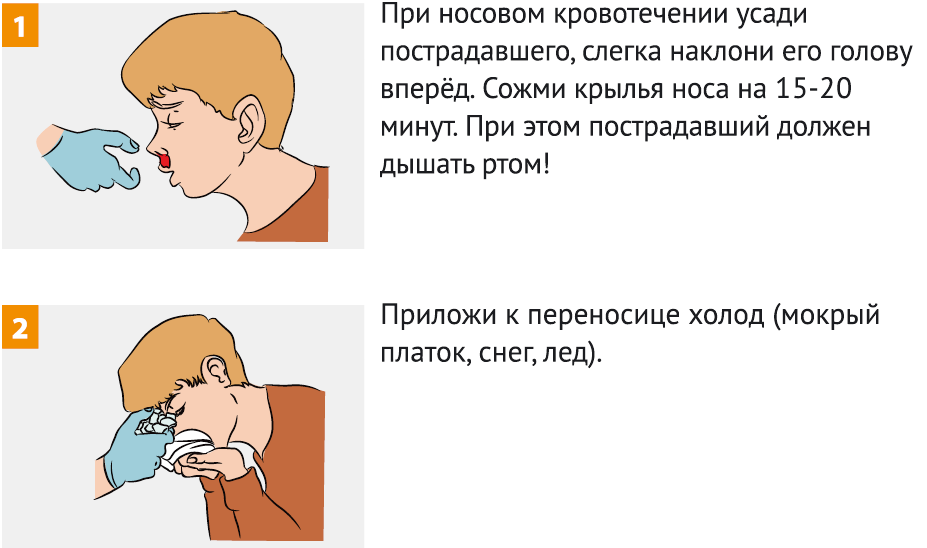 1
При носовом кровотечении усади
пострадавшего, слегка наклони его голову
вперёд. Сожми крылья носа на 15-20
минут. При этом пострадавший должен
дышать ртом!
2
Приложи к переносице холод (мокрый
платок, снег, лед).